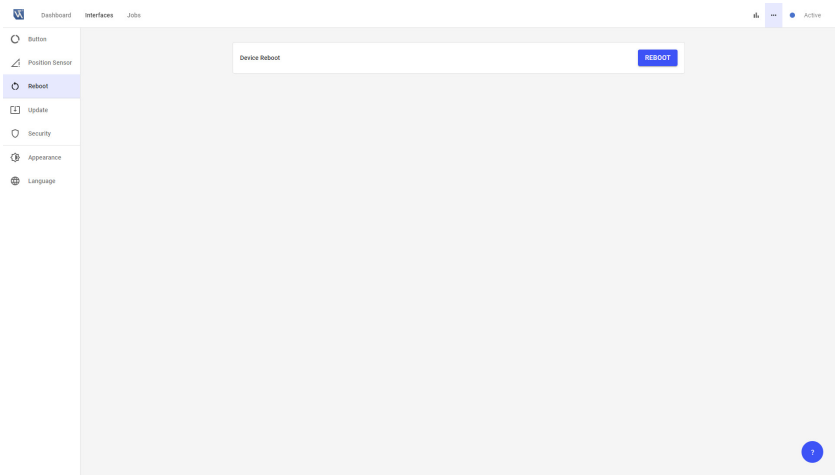 Dashboard Interfaces Jobs Active
Button
Position Sensor
Reboot
Update
Security
Appearance
Language
Device Reboot REBOOT
?